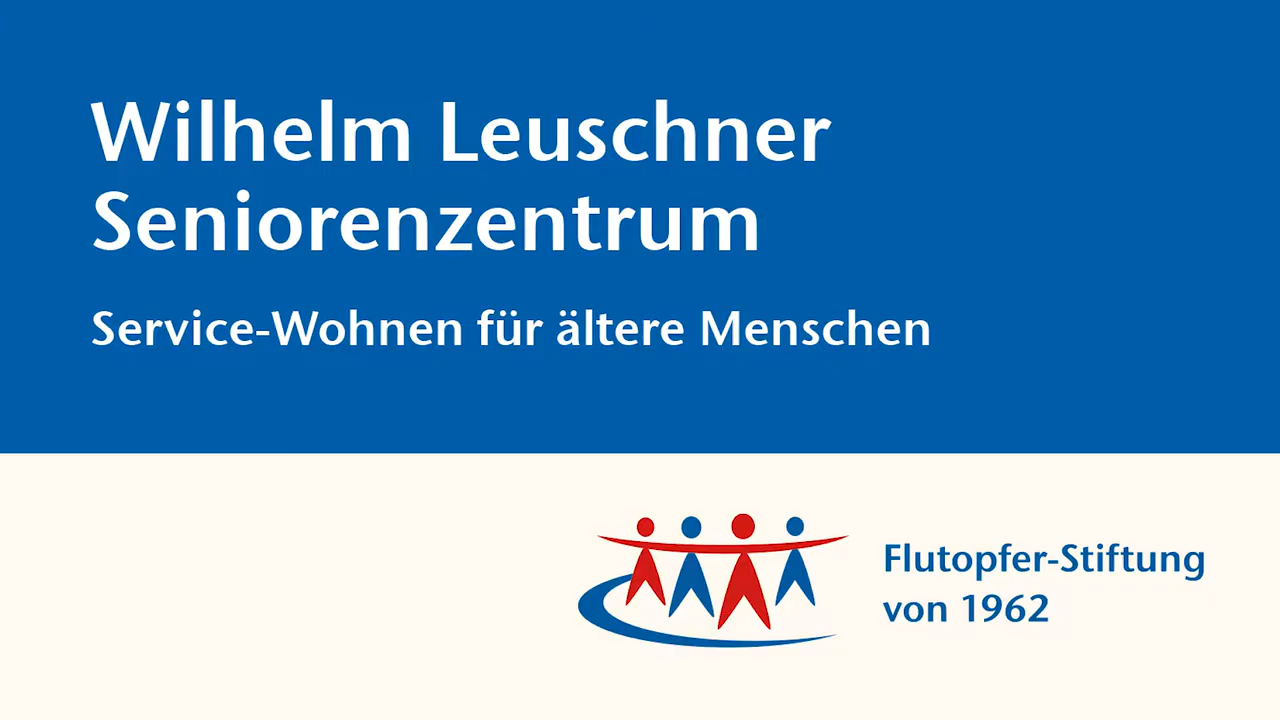 Wilhelm Leuschner
Seniorenzentrum
Service-Wohnen für ältere Menschen
Flutopfer-Stiftung
von 1962